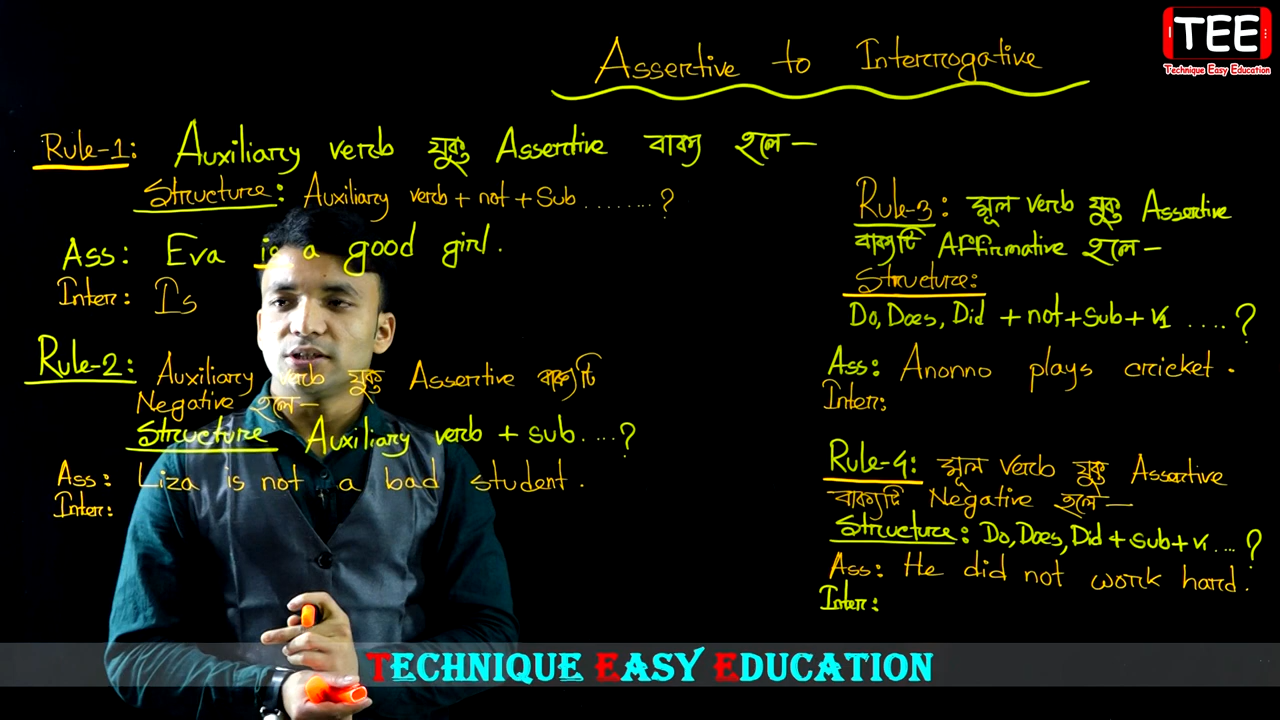 TEE
Technique Easy Education
Assertive to Interrogative
Rule-1: Auxiliary verb যুক্ত Assertive বাক্য হলে—
Structure: Auxiliary verb + not + Sub ........?
Ass: Eva is a good girl.
Inter: Is
Rule-2: Auxiliary verb যুক্ত Assertive বাক্যটি
Negative হলে—
Structure Auxiliary verb + sub ....?
Ass: Liza is not a bad student.
Inter:
Rule-3: মূল verb যুক্ত Assertive
বাক্যটি Affirmative হলে—
Structure:
Do, Does, Did + not + Sub + V1 ....?
Ass: Anonno plays cricket.
Inter:
Rule-4: মূল verb যুক্ত Assertive
বাক্যটি Negative হলে—
Structure: Do, Does, Did + sub + V1 ....?
Ass: He did not work hard.
Inter:
TECHNIQUE EASY EDUCATION